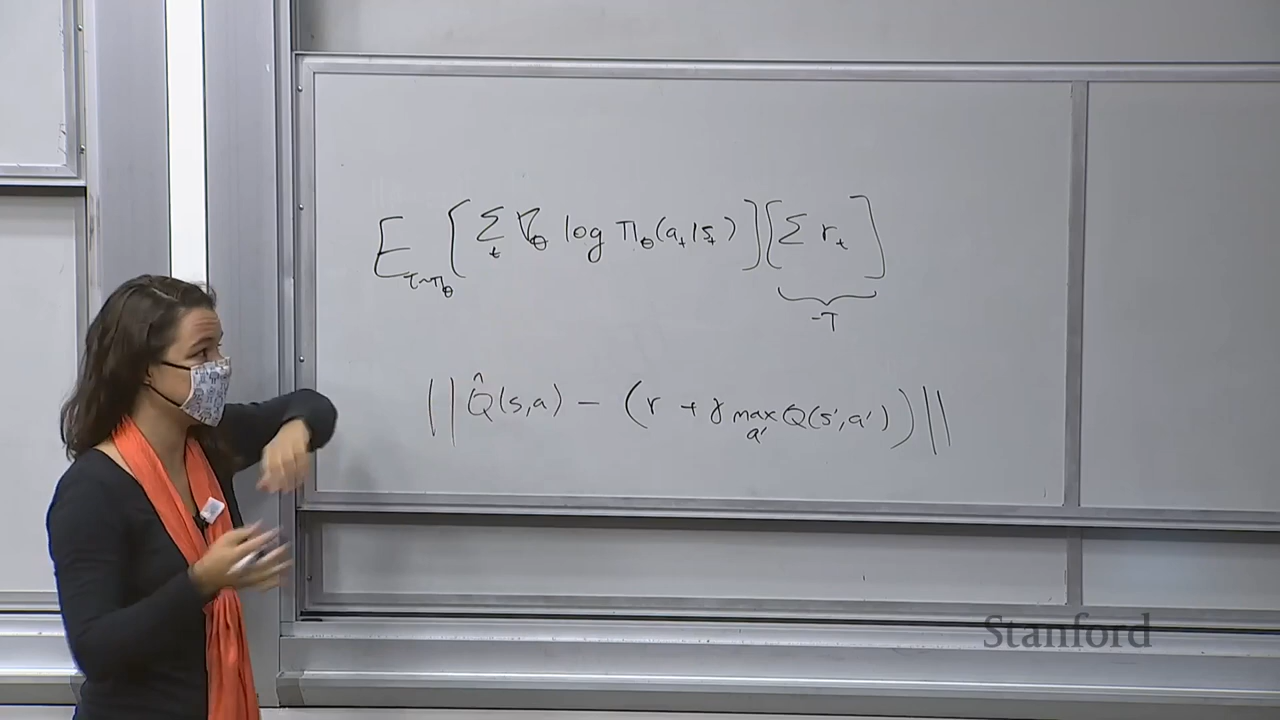 E_{τ~π_θ} [ Σ_t ∇_θ log π_θ(a_t|s_t) ] [ Σ r_t ]
-T
|| Q̂(s,a) - (r + γ max_{a'} Q(s',a')) ||
Stanford